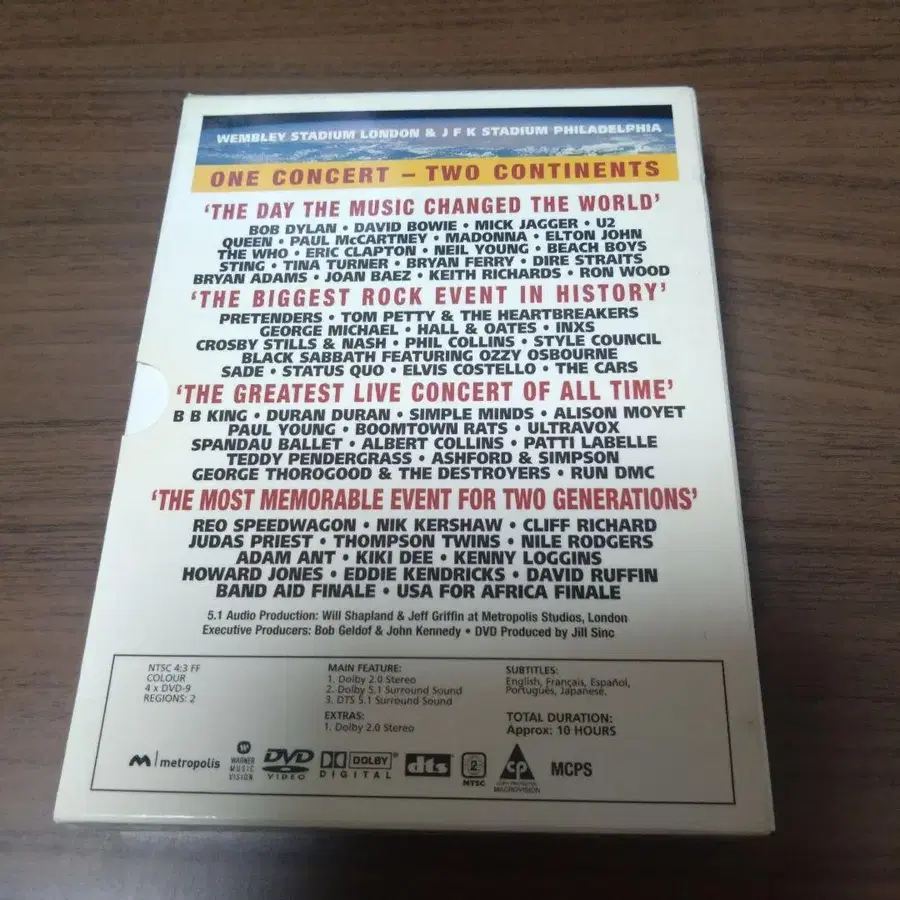 WEMBLEY STADIUM LONDON & J F K STADIUM PHILADELPHIA
ONE CONCERT – TWO CONTINENTS
‘THE DAY THE MUSIC CHANGED THE WORLD’
BOB DYLAN • DAVID BOWIE • MICK JAGGER • U2
QUEEN • PAUL McCARTNEY • MADONNA • ELTON JOHN
THE WHO • ERIC CLAPTON • NEIL YOUNG • BEACH BOYS
STING • TINA TURNER • BRYAN FERRY • DIRE STRAITS
BRYAN ADAMS • JOAN BAEZ • KEITH RICHARDS • RON WOOD
‘THE BIGGEST ROCK EVENT IN HISTORY’
PRETENDERS • TOM PETTY & THE HEARTBREAKERS
GEORGE MICHAEL • HALL & OATES • INXS
CROSBY STILLS & NASH • PHIL COLLINS • STYLE COUNCIL
BLACK SABBATH FEATURING OZZY OSBOURNE
SADE • STATUS QUO • ELVIS COSTELLO • THE CARS
‘THE GREATEST LIVE CONCERT OF ALL TIME’
B B KING • DURAN DURAN • SIMPLE MINDS • ALISON MOYET
PAUL YOUNG • BOOMTOWN RATS • ULTRAVOX
SPANDAU BALLET • ALBERT COLLINS • PATTI LABELLE
TEDDY PENDERGRASS • ASHFORD & SIMPSON
GEORGE THOROGOOD & THE DESTROYERS • RUN DMC
‘THE MOST MEMORABLE EVENT FOR TWO GENERATIONS’
REO SPEEDWAGON • NIK KERSHAW • CLIFF RICHARD
JUDAS PRIEST • THOMPSON TWINS • NILE RODGERS
ADAM ANT • KIKI DEE • KENNY LOGGINS
HOWARD JONES • EDDIE KENDRICKS • DAVID RUFFIN
BAND AID FINALE • USA FOR AFRICA FINALE
5.1 Audio Production: Will Shapland & Jeff Griffin at Metropolis Studios, London
Executive Producers: Bob Geldof & John Kennedy • DVD Produced by Jill Sinc
NTSC 4:3 FF
COLOUR
4 x DVD-9
REGIONS: 2
MAIN FEATURE:
1. Dolby 2.0 Stereo
2. Dolby 5.1 Surround Sound
3. DTS 5.1 Surround Sound
EXTRAS:
1. Dolby 2.0 Stereo
SUBTITLES:
English, Français, Español,
Português, Japanese.
TOTAL DURATION:
Approx: 10 HOURS
metropolis
WARNER
MUSIC
VISION
DVD
VIDEO
DOLBY
DIGITAL
dts
2
NTSC
CP
COPY PROTECTION
MACROVISION
MCPS